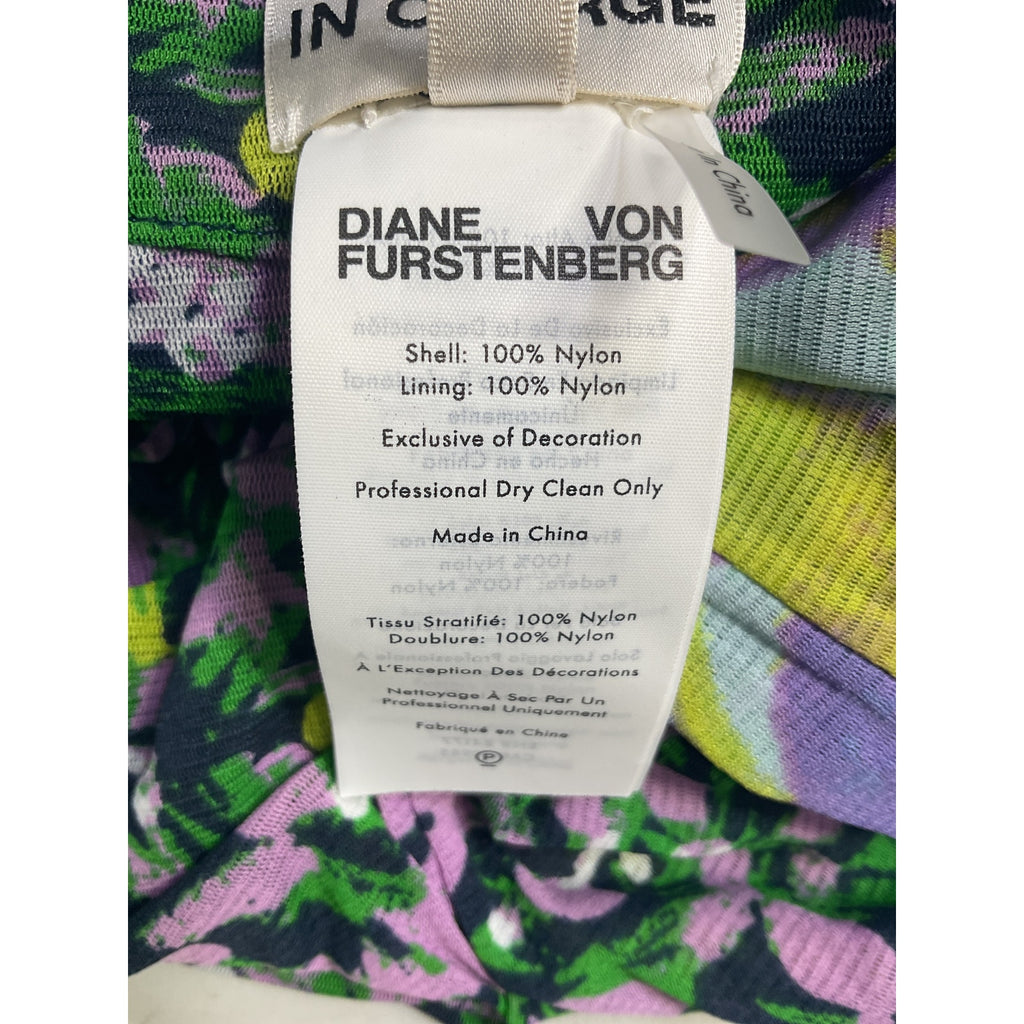 IN C RGE
in China
DIANE VON
FURSTENBERG
Shell: 100% Nylon
Lining: 100% Nylon
Exclusive of Decoration
Professional Dry Clean Only
Made in China
Tissu Stratifié: 100% Nylon
Doublure: 100% Nylon
À L'Exception Des Décorations
Nettoyage À Sec Par Un
Professionnel Uniquement
Fabriqué en Chine
P